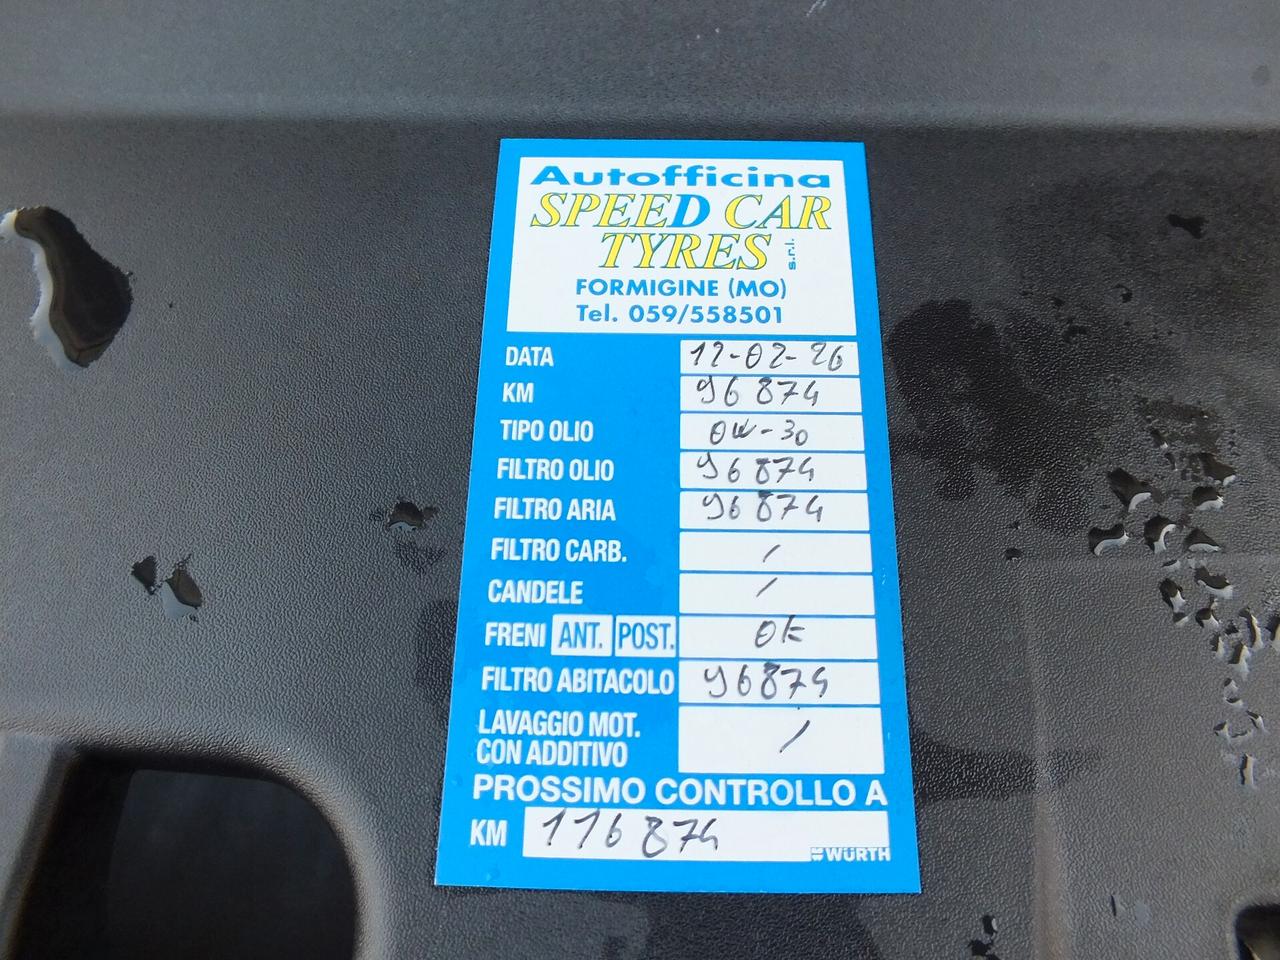 Autofficina
SPEED CAR
TYRES s.r.l.
FORMIGINE (MO)
Tel. 059/558501
DATA 12-02-26
KM 96874
TIPO OLIO 0W-30
FILTRO OLIO 96874
FILTRO ARIA 96874
FILTRO CARB. /
CANDELE /
FRENI ANT. POST. OK
FILTRO ABITACOLO 96874
LAVAGGIO MOT.
CON ADDITIVO /
PROSSIMO CONTROLLO A
KM 116874
WÜRTH